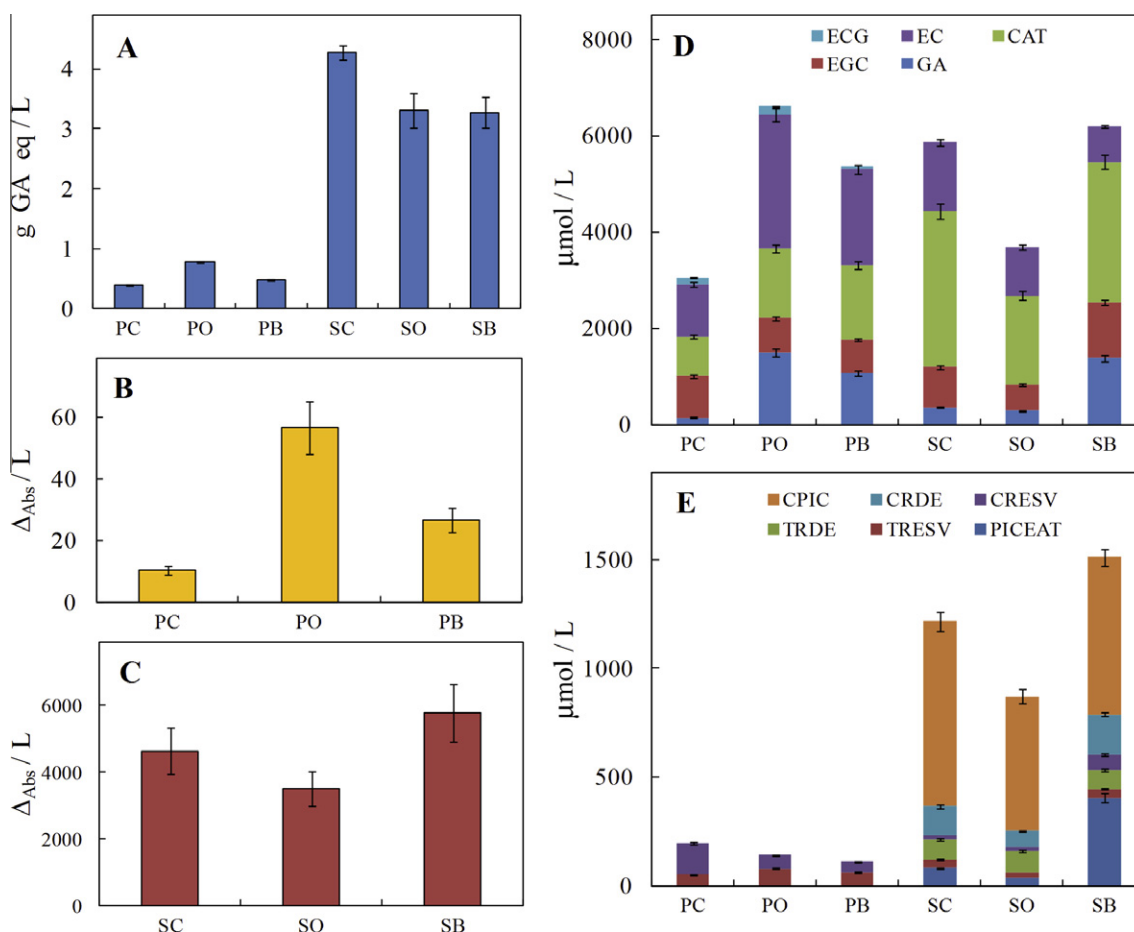 A
g GA eq / L
4
3
2
1
0
PC PO PB SC SO SB
B
ΔAbs / L
60
40
20
0
PC PO PB
C
ΔAbs / L
6000
4000
2000
0
SC SO SB
D
ECG EC CAT
EGC GA
μmol / L
8000
6000
4000
2000
0
PC PO PB SC SO SB
E
CPIC CRDE CRESV
TRDE TRESV PICEAT
μmol / L
1500
1000
500
0
PC PO PB SC SO SB